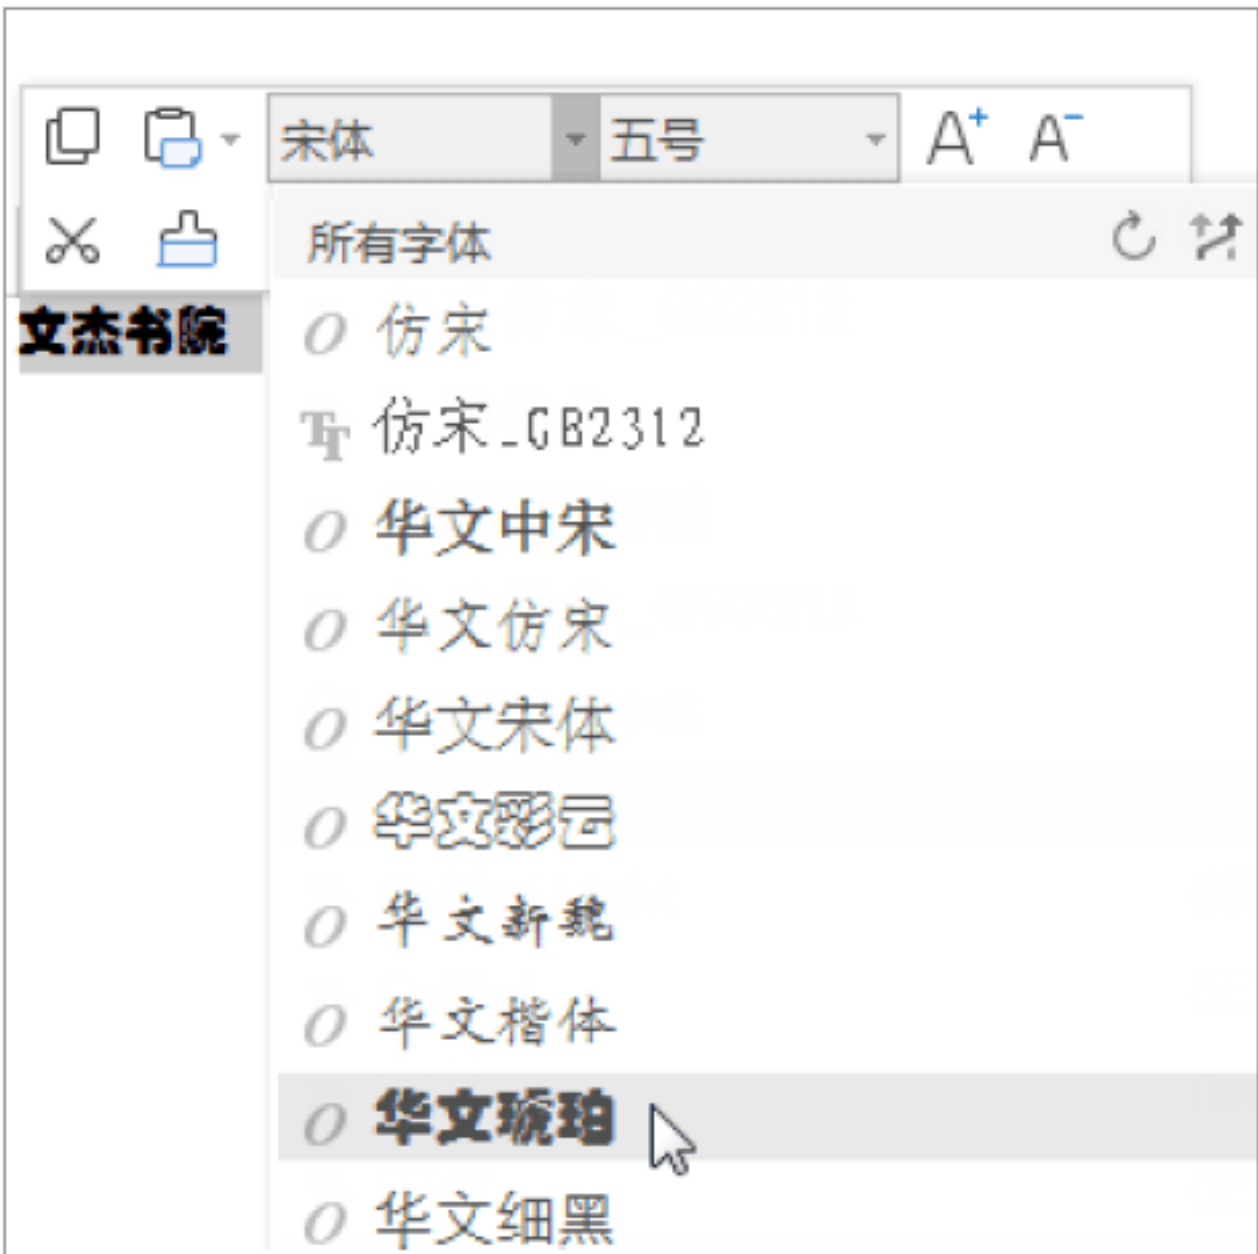 宋体 五号 A+ A-
所有字体
文杰书院
仿宋
仿宋_GB2312
华文中宋
华文仿宋
华文宋体
华文彩云
华文新魏
华文楷体
华文琥珀
华文细黑